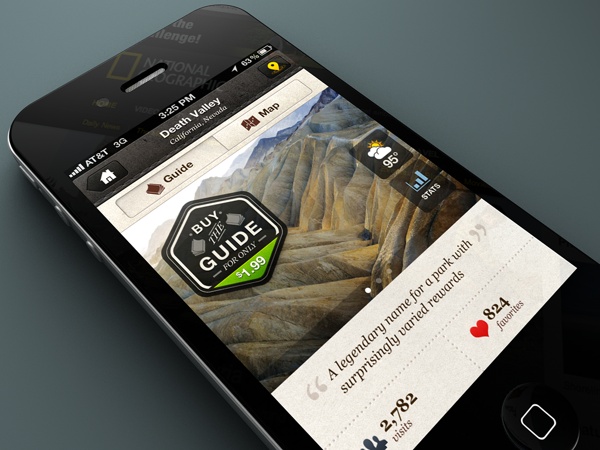 the
llenge!
NATIONAL
GEOGRAPHIC
AT&T 3G
3:25 PM
63%
Death Valley
California, Nevada
Guide
Map
95°
STATS
BUY
THE
GUIDE
FOR ONLY
$1.99
“A legendary name for a park with
surprisingly varied rewards”
2,782
visits
824
favorites